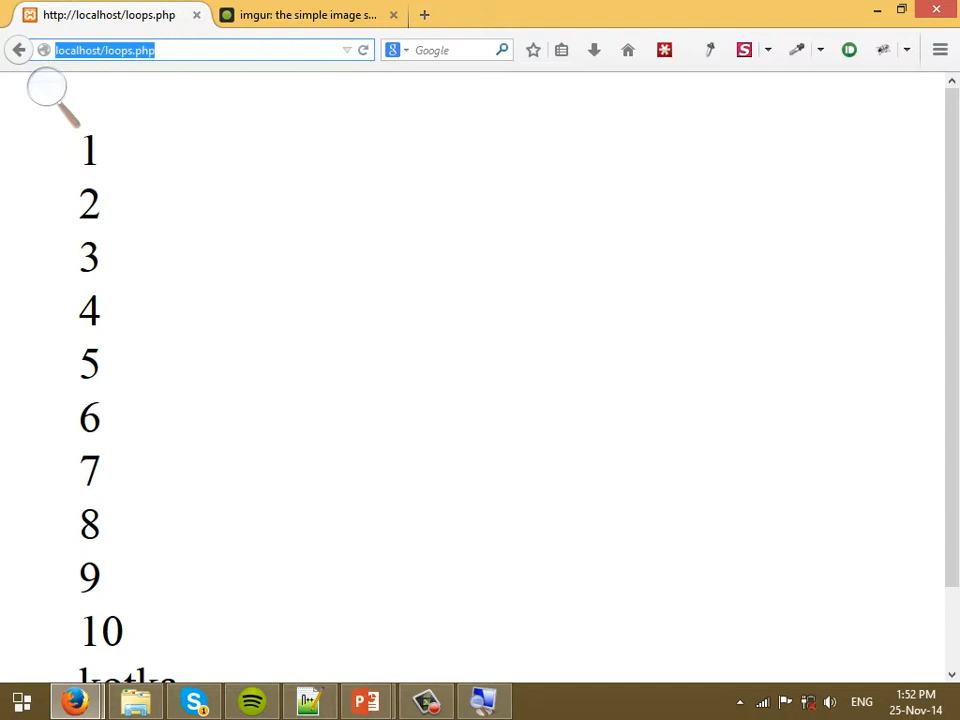 http://localhost/loops.php
imgur: the simple image s...
localhost/loops.php
Google
1
2
3
4
5
6
7
8
9
10
kotka
ENG
1:52 PM
25-Nov-14